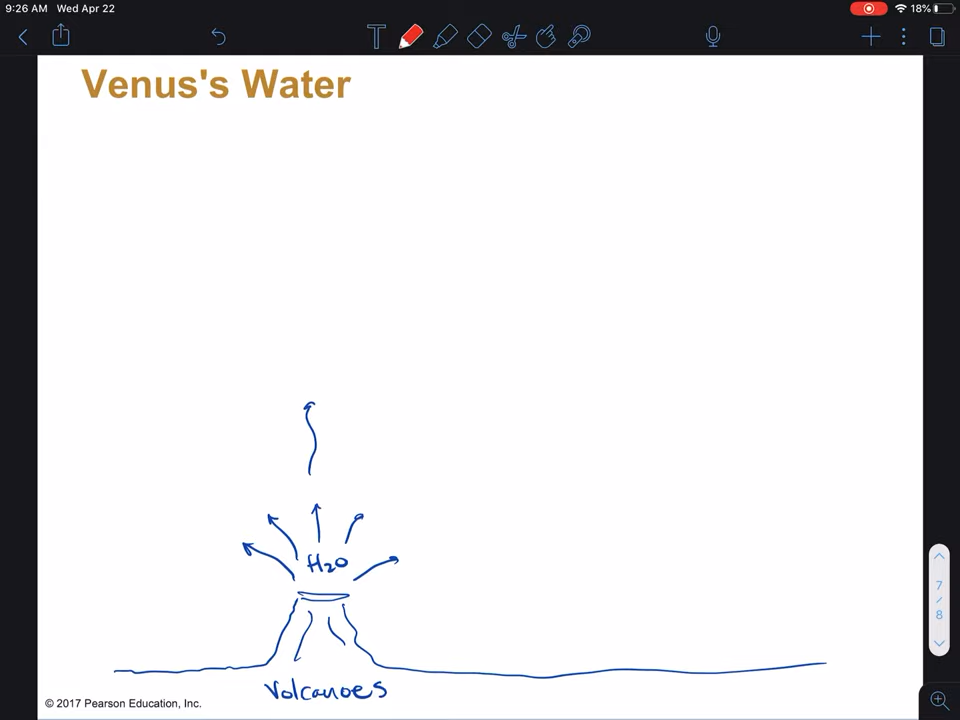 9:26 AM Wed Apr 22
18%
T
Venus's Water
H2O
7
/
8
Volcanoes
© 2017 Pearson Education, Inc.